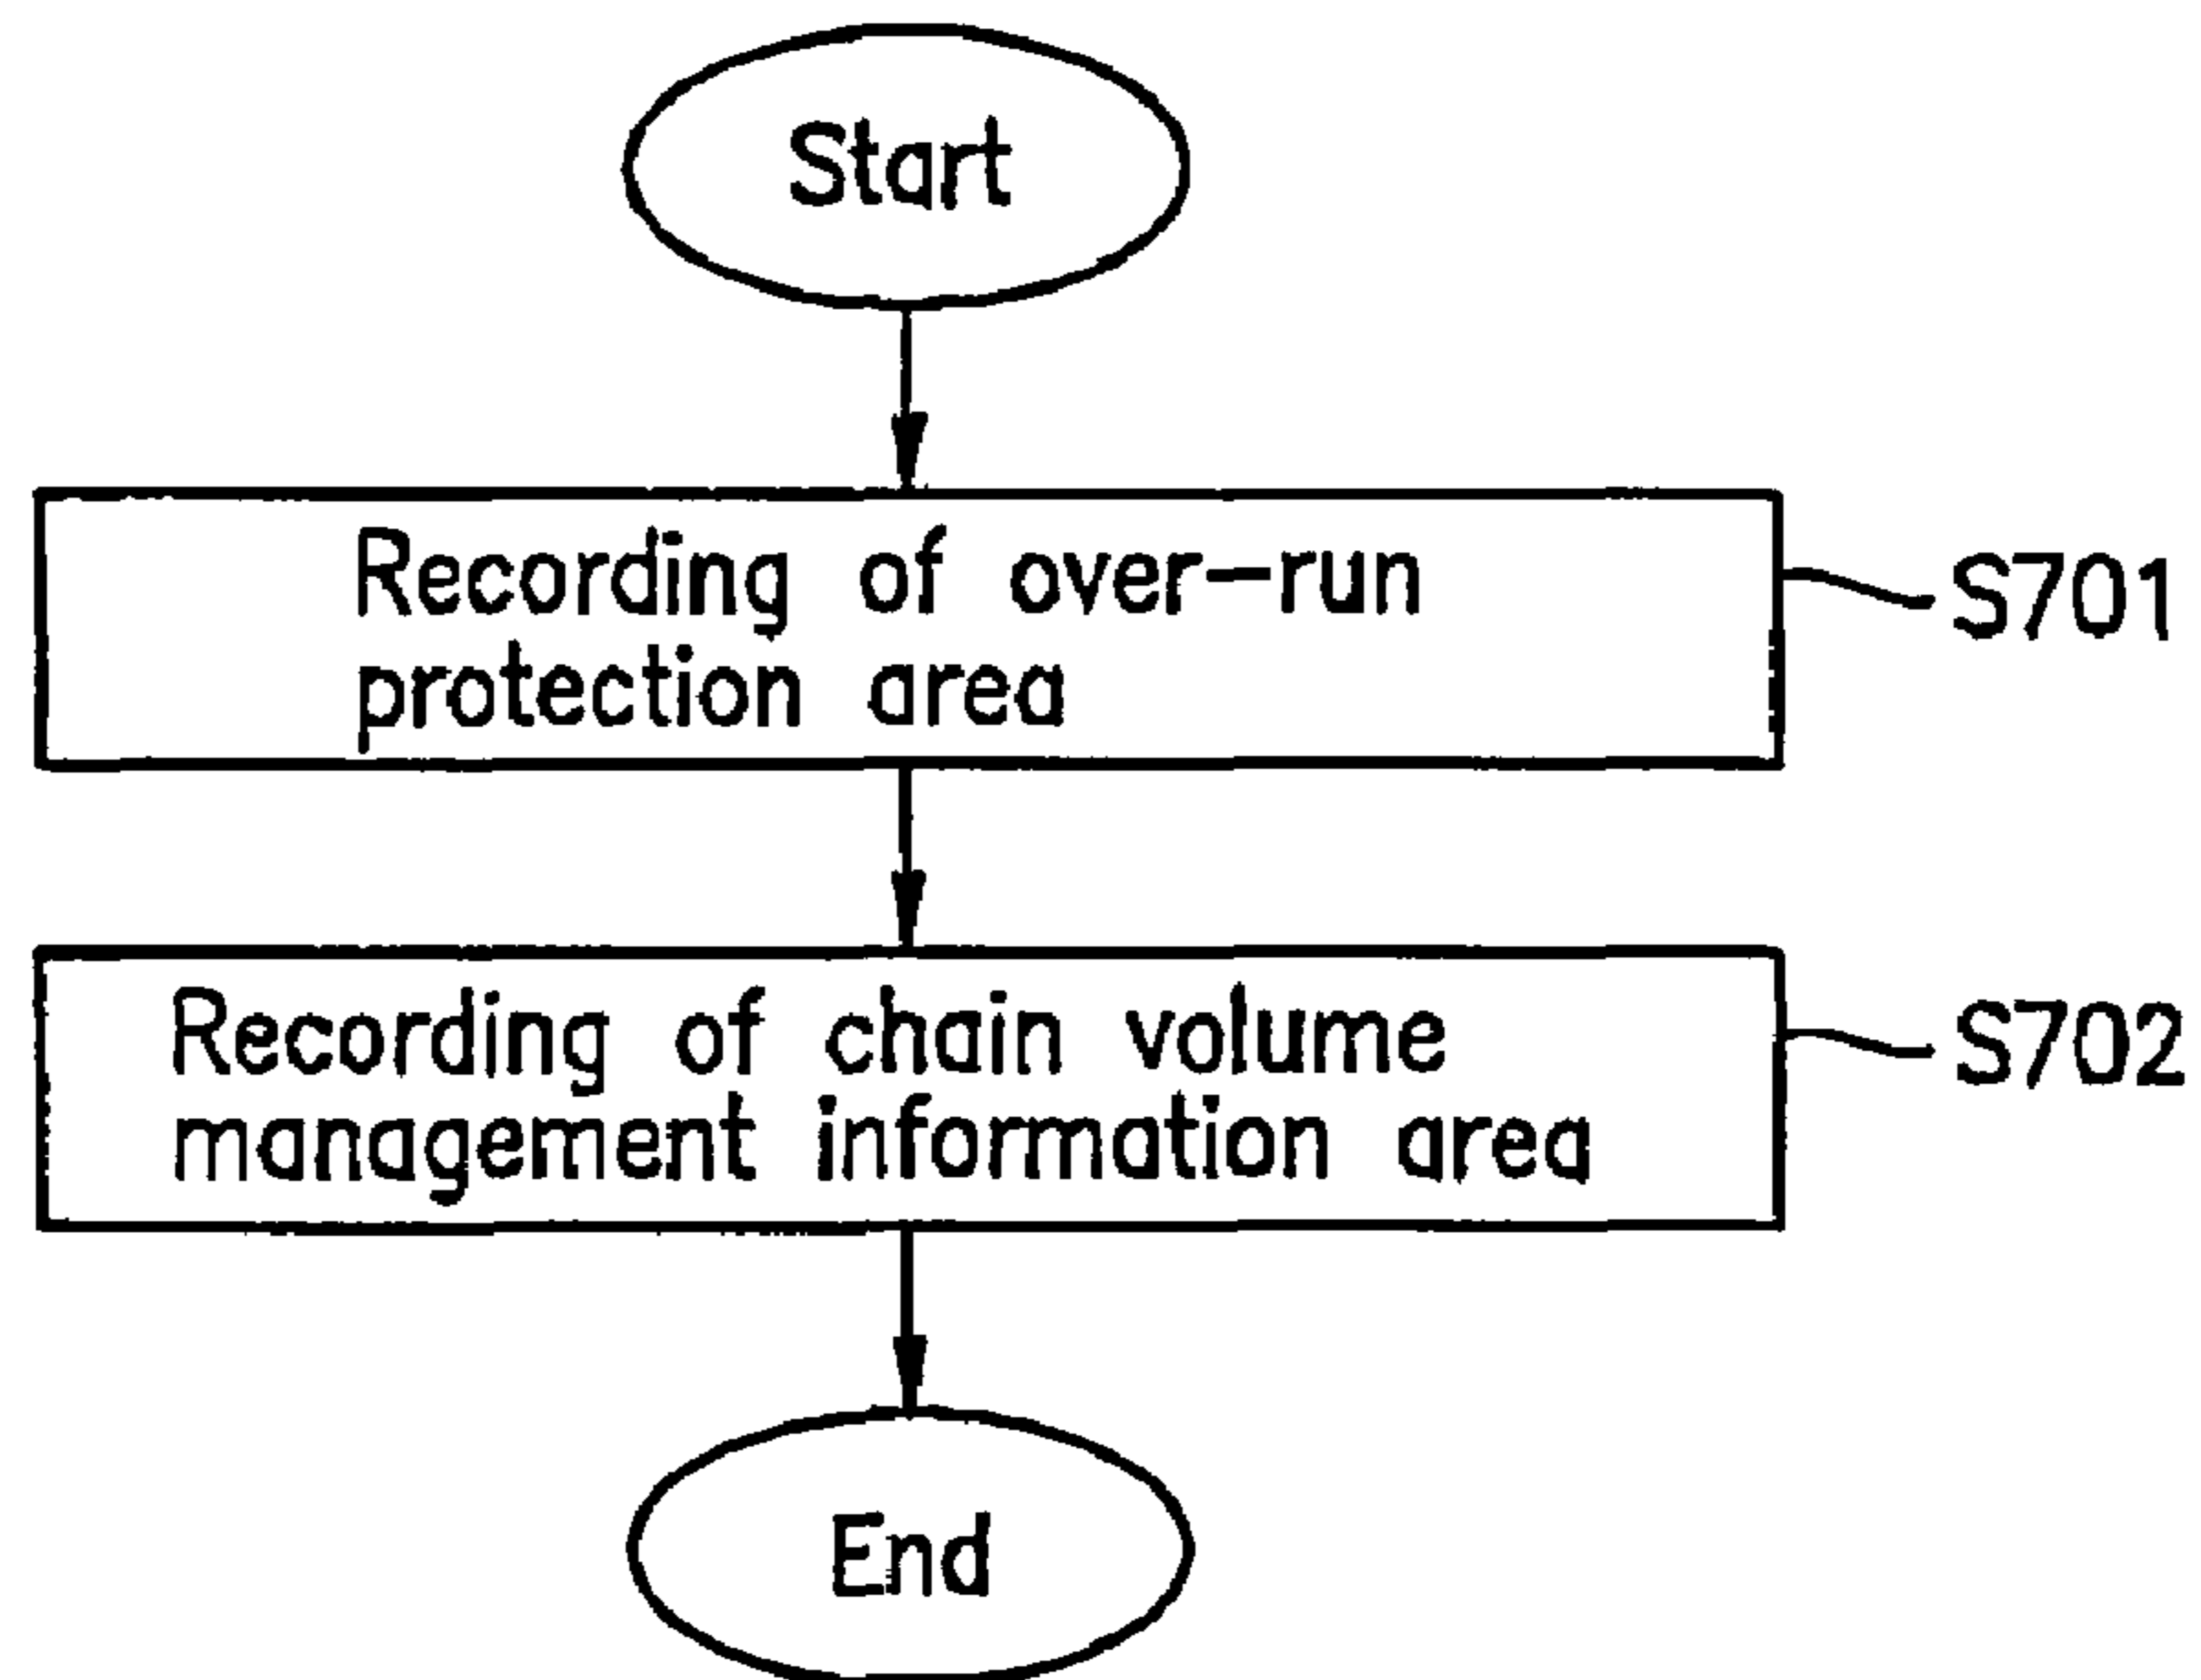 Start
Recording of over-run
protection area
S701
Recording of chain volume
management information area
S702
End